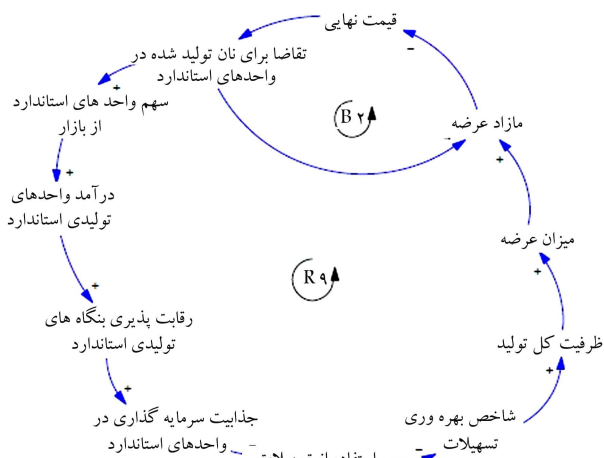 قیمت نهایی
تقاضا برای نان تولید شده در
واحدهای استاندارد
سهم واحد های استاندارد
از بازار
B ۲
مازاد عرضه
درآمد واحدهای
تولیدی استاندارد
میزان عرضه
R ۹
رقابت پذیری بنگاه های
تولیدی استاندارد
ظرفیت کل تولید
جذابیت سرمایه گذاری در
واحدهای استاندارد
شاخص بهره وری
تسهیلات